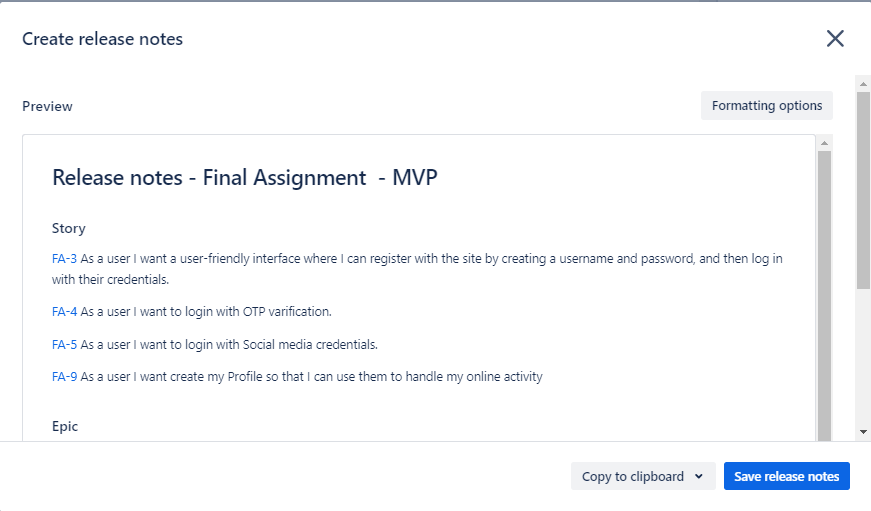 Create release notes
Preview
Formatting options
Release notes - Final Assignment - MVP
Story
FA-3 As a user I want a user-friendly interface where I can register with the site by creating a username and password, and then log in
with their credentials.
FA-4 As a user I want to login with OTP varification.
FA-5 As a user I want to login with Social media credentials.
FA-9 As a user I want create my Profile so that I can use them to handle my online activity
Epic
Copy to clipboard
Save release notes